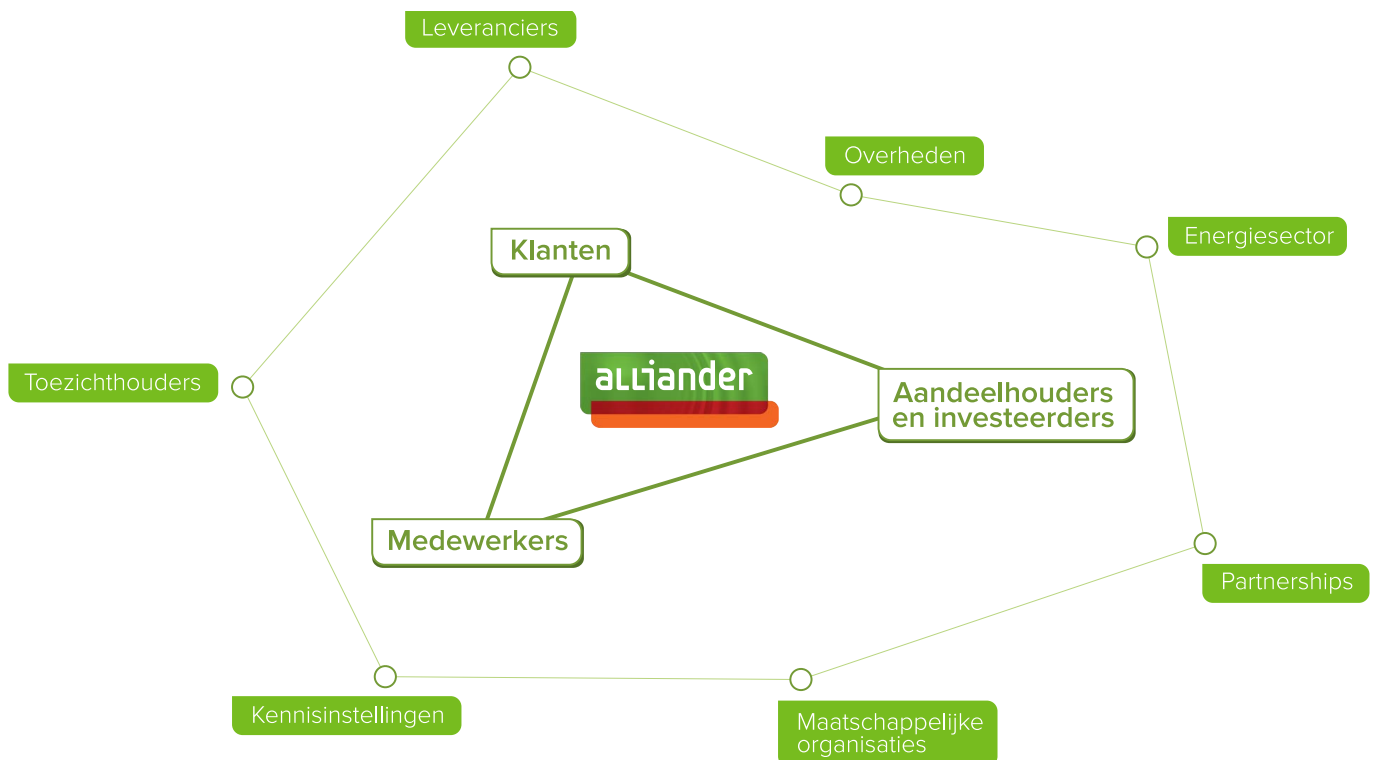 Leveranciers
Overheden
Energiesector
Klanten
alliander
Aandeelhouders
en investeerders
Toezichthouders
Medewerkers
Partnerships
Kennisinstellingen
Maatschappelijke
organisaties